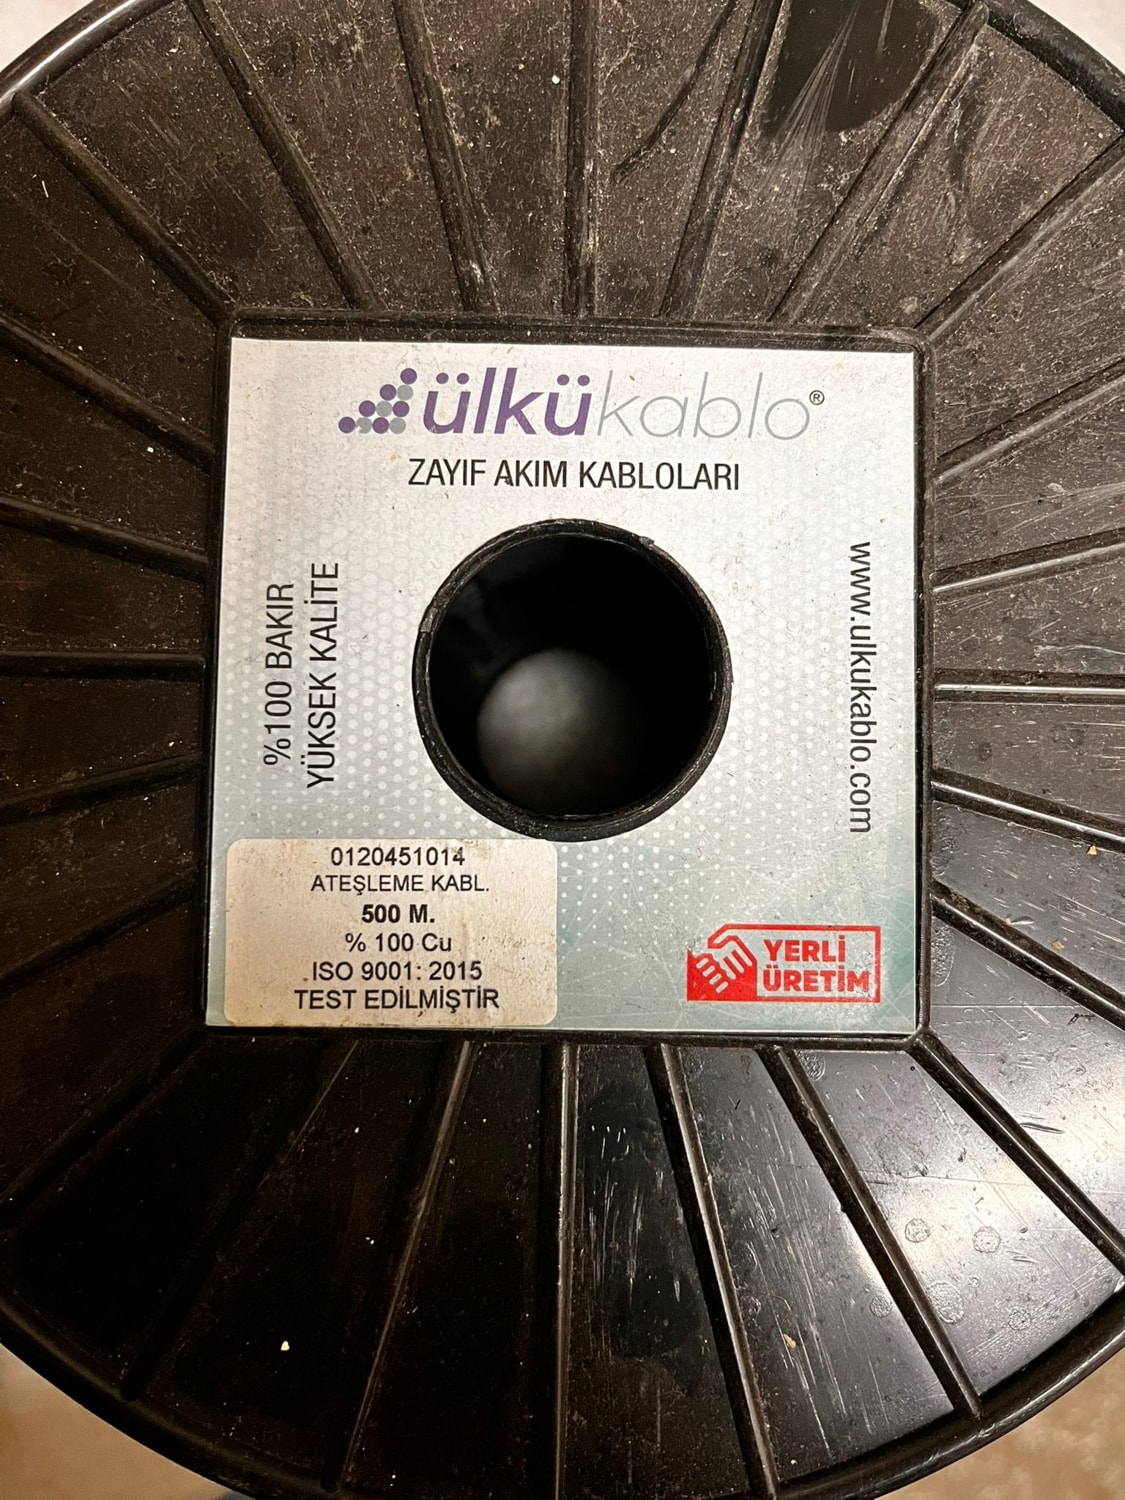 ülkükablo®
ZAYIF AKIM KABLOLARI
%100 BAKIR
YÜKSEK KALİTE
www.ulkukablo.com
0120451014
ATEŞLEME KABL.
500 M.
% 100 Cu
ISO 9001: 2015
TEST EDİLMİŞTİR
YERLİ
ÜRETİM